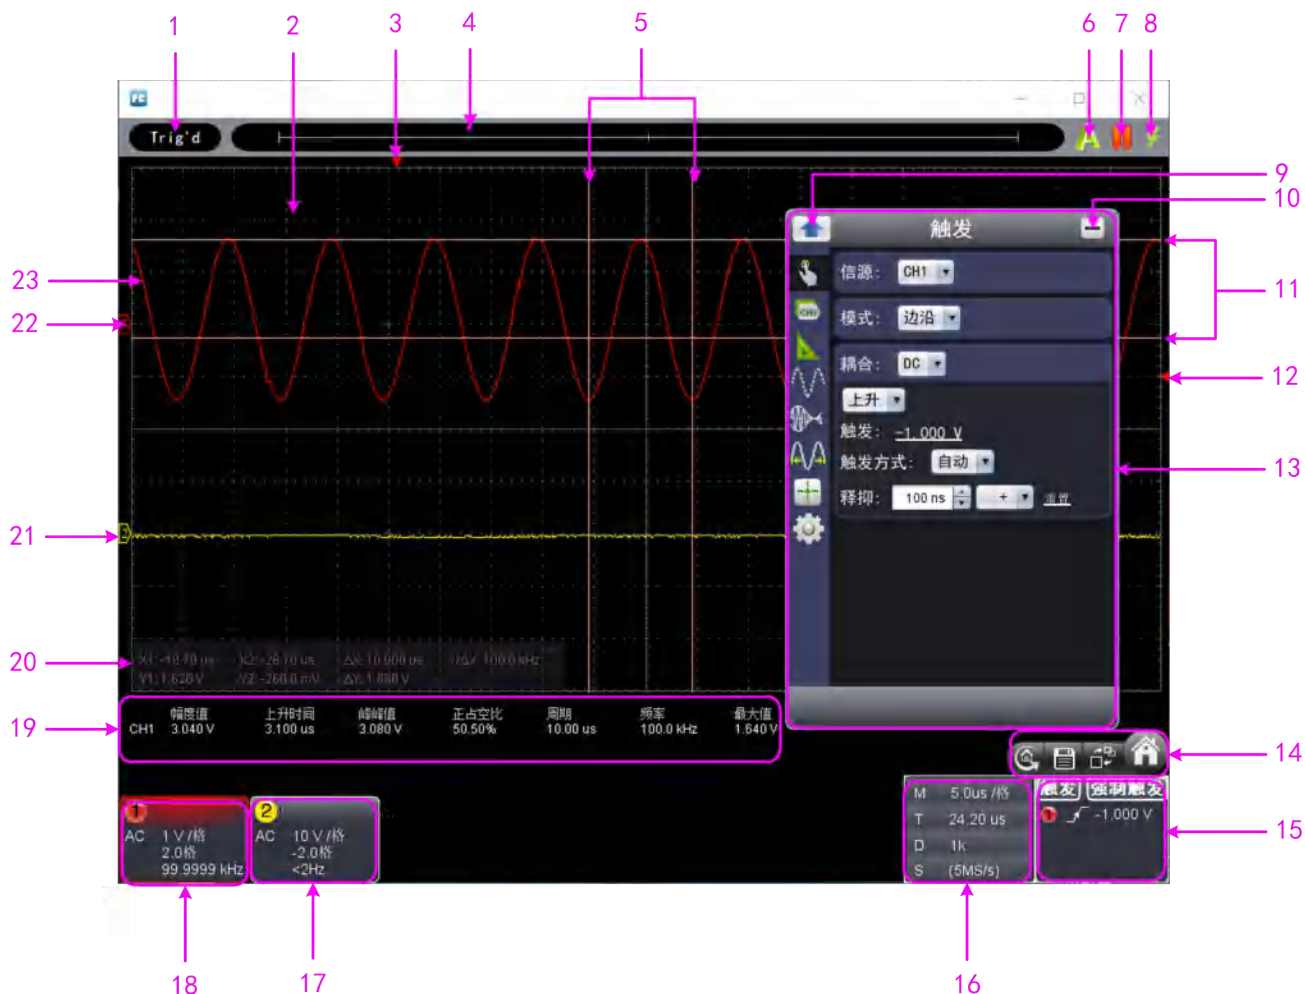 1 2 3 4 5 6 7 8
Trig'd
9
10
触发
信源: CH1
23
11
22
CH1
模式: 边沿
耦合: DC
12
上升
触发: -1.000 V
触发方式: 自动
13
释抑: 100 ns + 重置
21
20
X1:-18.70 us X2:-28.70 us ΔX:10.000 us 1/ΔX: 100.0 kHz
Y1:1.620 V Y2:-260.0 mV ΔY:1.880 V
19
幅度值 上升时间 峰峰值 正占空比 周期 频率 最大值
CH1 3.040 V 3.100 us 3.080 V 50.50% 10.00 us 100.0 kHz 1.640 V
14
1
AC 1 V /格
2.0格
99.9999 kHz
2
AC 10 V /格
-2.0格
<2Hz
M 5.0us /格
T 24.20 us
D 1k
S (5MS/s)
触发 强制触发
1 -1.000 V
15
18 17 16